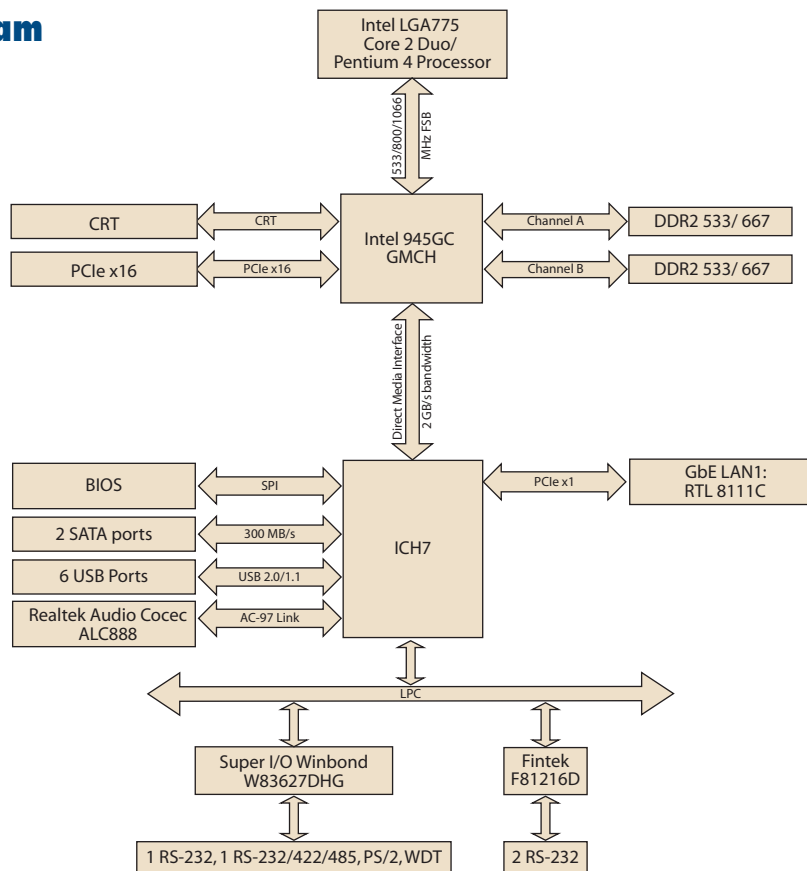 am
Intel LGA775
Core 2 Duo/
Pentium 4 Processor
533/800/1066
MHz FSB
CRT
CRT
PCIe x16
PCIe x16
Intel 945GC
GMCH
Channel A
DDR2 533/ 667
Channel B
DDR2 533/ 667
Direct Media Interface
2 GB/s bandwidth
BIOS
SPI
2 SATA ports
300 MB/s
6 USB Ports
USB 2.0/1.1
Realtek Audio Cocec
ALC888
AC-97 Link
ICH7
PCIe x1
GbE LAN1:
RTL 8111C
LPC
Super I/O Winbond
W83627DHG
Fintek
F81216D
1 RS-232, 1 RS-232/422/485, PS/2, WDT
2 RS-232